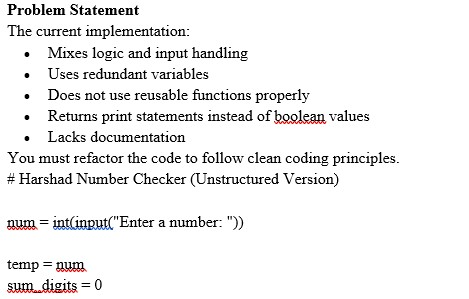 Problem Statement
The current implementation:
• Mixes logic and input handling
• Uses redundant variables
• Does not use reusable functions properly
• Returns print statements instead of boolean values
• Lacks documentation
You must refactor the code to follow clean coding principles.
# Harshad Number Checker (Unstructured Version)
num = int(input("Enter a number: "))
temp = num
sum_digits = 0